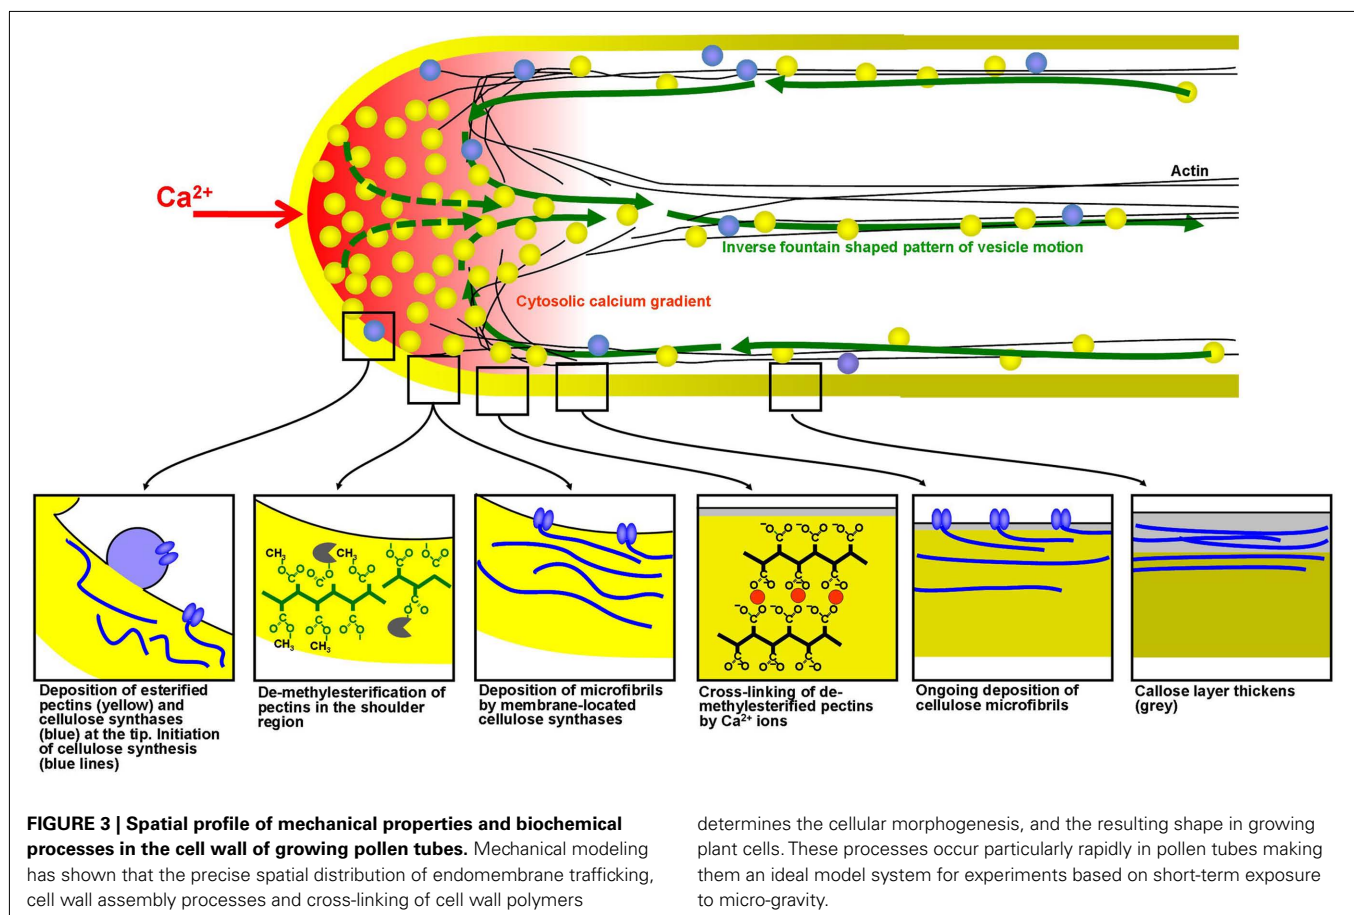 Ca²⁺
Actin
Inverse fountain shaped pattern of vesicle motion
Cytosolic calcium gradient
CH₃
CH₃
CH₃
CH₃
Deposition of esterified
pectins (yellow) and
cellulose synthases
(blue) at the tip. Initiation
of cellulose synthesis
(blue lines)
De-methylesterification of
pectins in the shoulder
region
Deposition of microfibrils
by membrane-located
cellulose synthases
Cross-linking of de-
methylesterified pectins
by Ca²⁺ ions
Ongoing deposition of
cellulose microfibrils
Callose layer thickens
(grey)
FIGURE 3 | Spatial profile of mechanical properties and biochemical
processes in the cell wall of growing pollen tubes. Mechanical modeling
has shown that the precise spatial distribution of endomembrane trafficking,
cell wall assembly processes and cross-linking of cell wall polymers
determines the cellular morphogenesis, and the resulting shape in growing
plant cells. These processes occur particularly rapidly in pollen tubes making
them an ideal model system for experiments based on short-term exposure
to micro-gravity.